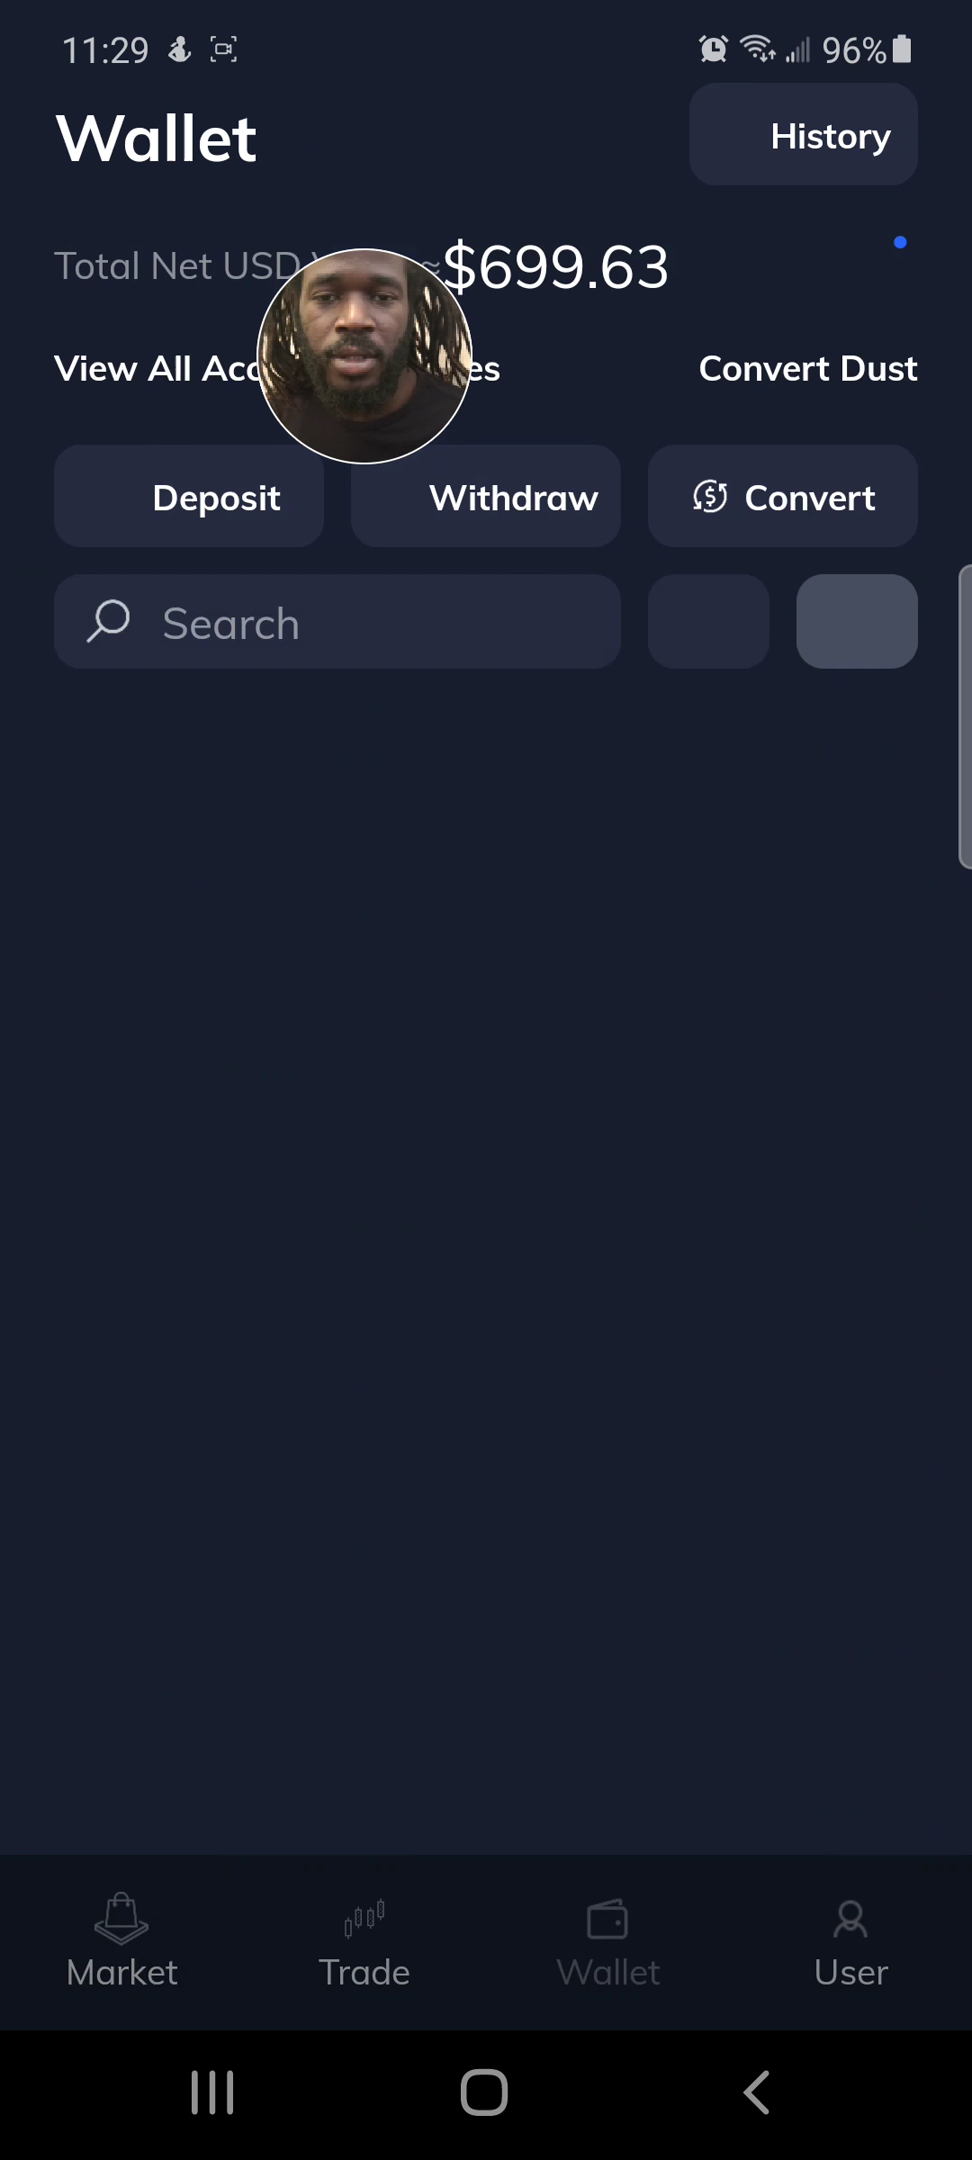 11:29 96%
Wallet
History
Total Net USD ≈$699.63
View All es
Convert Dust
Deposit
Withdraw
Convert
Search
Market
Trade
Wallet
User